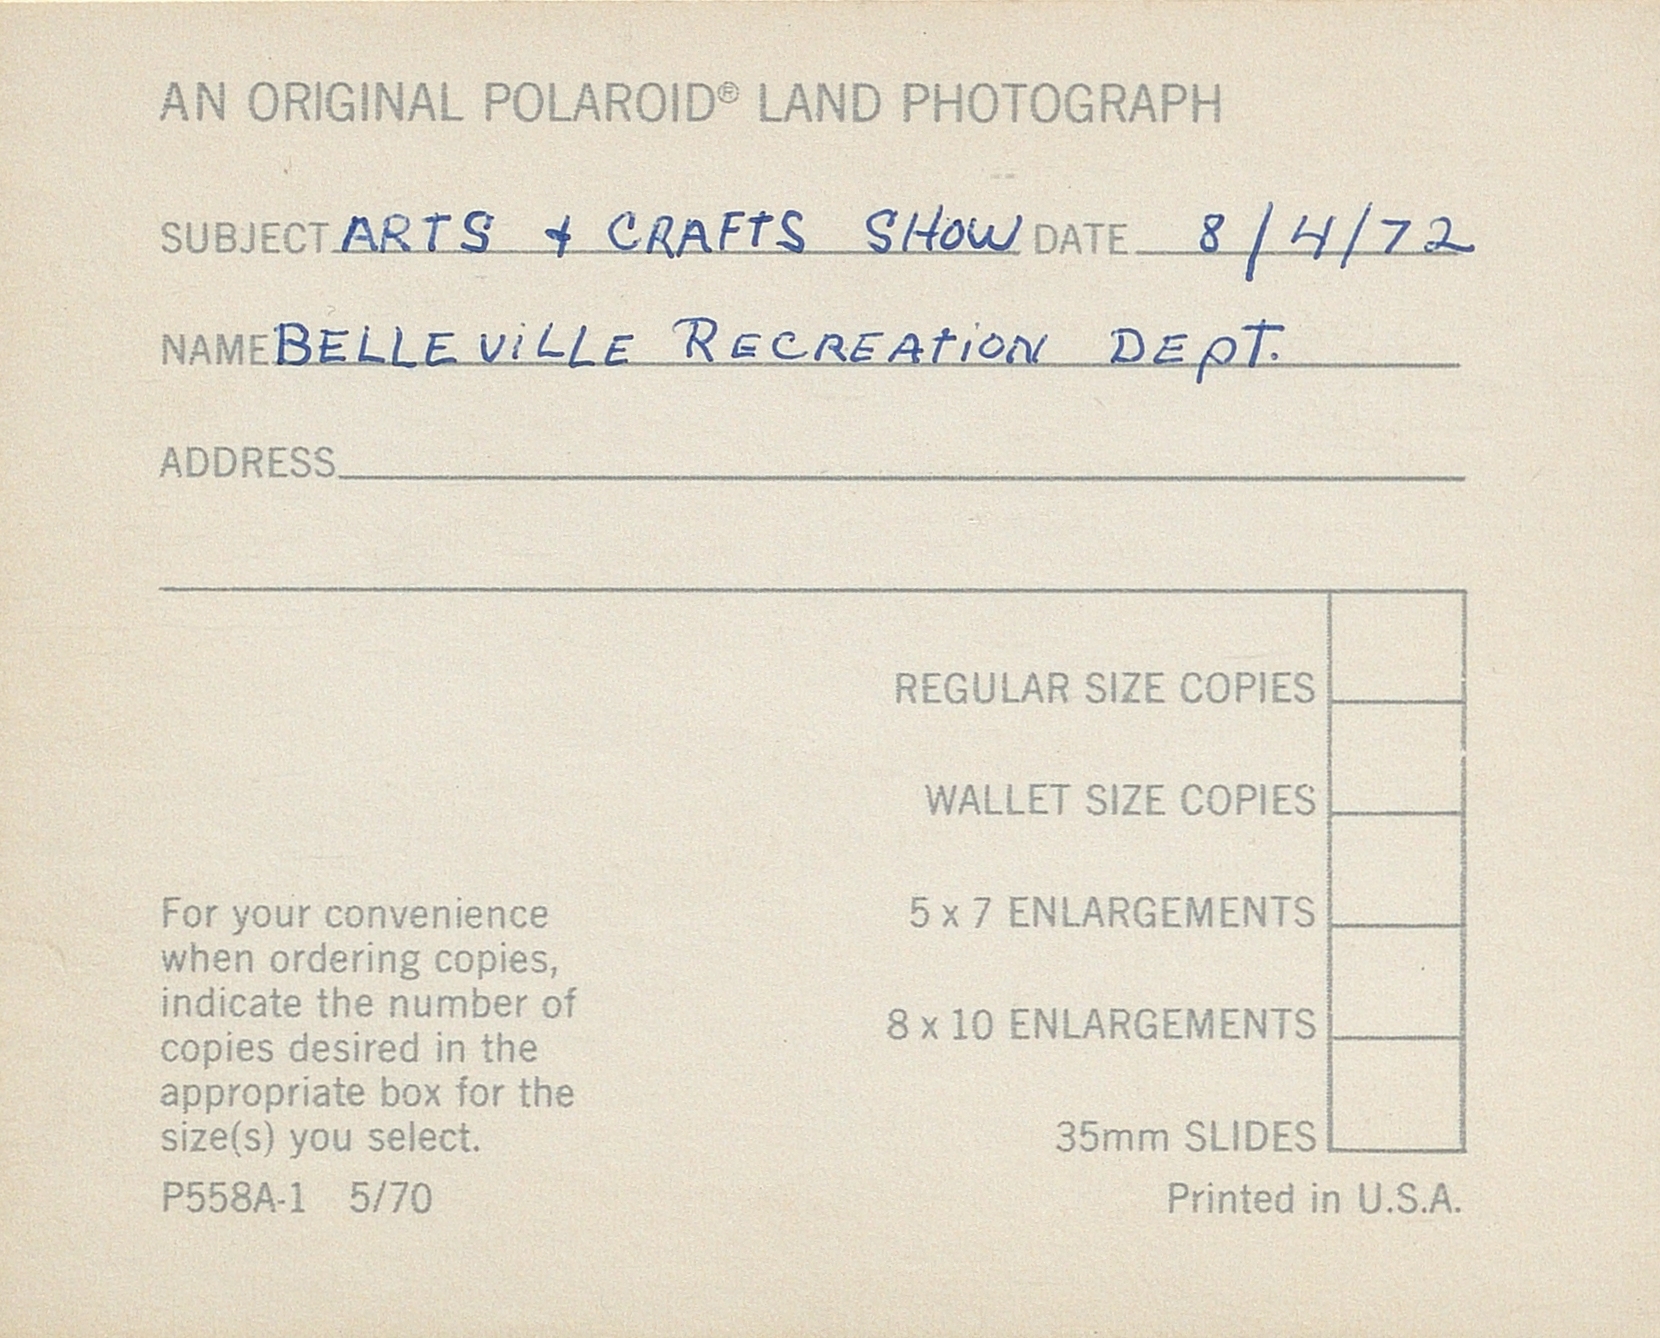 AN ORIGINAL POLAROID® LAND PHOTOGRAPH
SUBJECT ARTS & CRAFTS SHOW DATE 8/4/72
NAME BELLEVILLE RECREATION DEPT.
ADDRESS
REGULAR SIZE COPIES
WALLET SIZE COPIES
5 x 7 ENLARGEMENTS
8 x 10 ENLARGEMENTS
35mm SLIDES
For your convenience
when ordering copies,
indicate the number of
copies desired in the
appropriate box for the
size(s) you select.
P558A-1 5/70
Printed in U.S.A.